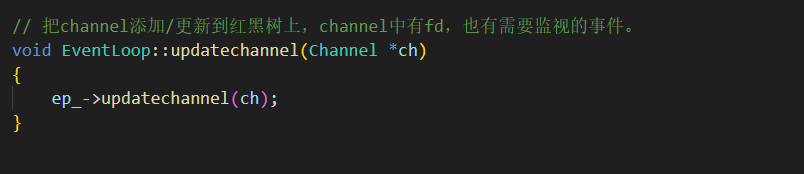 // 把channel添加/更新到红黑树上，channel中有fd，也有需要监视的事件。
void EventLoop::updatechannel(Channel *ch)
{
    ep_->updatechannel(ch);
}